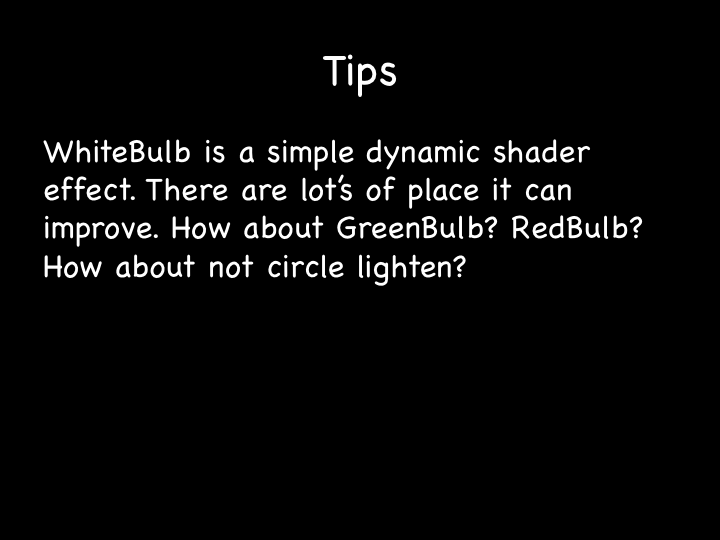 Tips
WhiteBulb is a simple dynamic shader
effect. There are lot's of place it can
improve. How about GreenBulb? RedBulb?
How about not circle lighten?